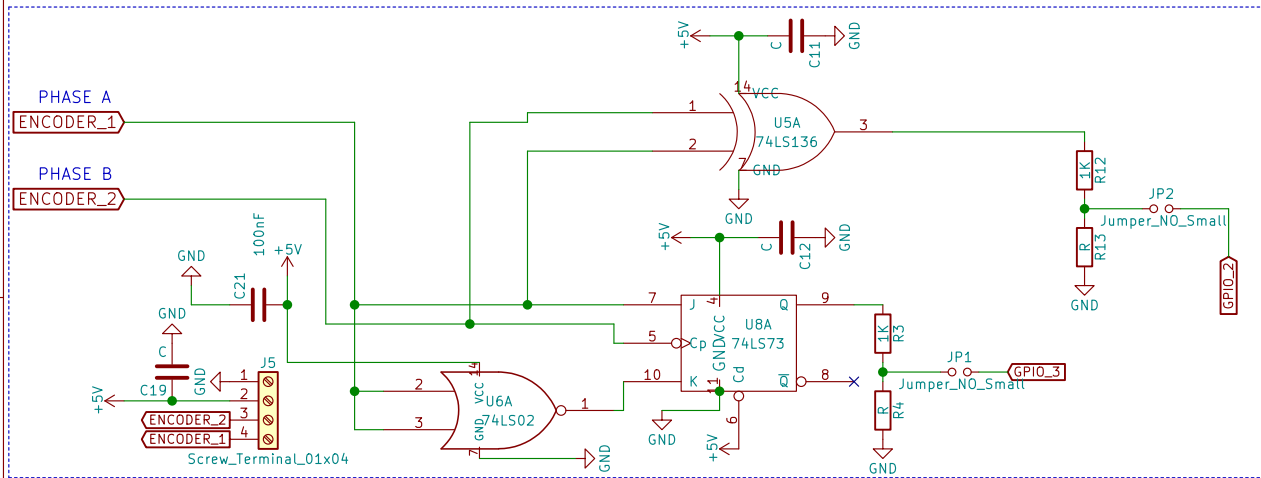 +5V
C
C11
GND
PHASE A
ENCODER_1
14
VCC
1
2
U5A
74LS136
3
7
GND
GND
1K
R12
PHASE B
ENCODER_2
JP2
Jumper_NO_Small
R
R13
GND
GPIO_2
+5V
C
C12
GND
GND
C21
100nF
+5V
7
J
4
VCC
Q
9
U8A
74LS73
5
Cp
GND
10
K
11
Cd
Q
8
6
+5V
GND
1K
R3
JP1
Jumper_NO_Small
GPIO_3
R
R4
GND
GND
C
C19
+5V
GND
J5
1
2
3
4
ENCODER_2
ENCODER_1
Screw_Terminal_01x04
14
VCC
2
3
U6A
74LS02
1
GND
7
GND